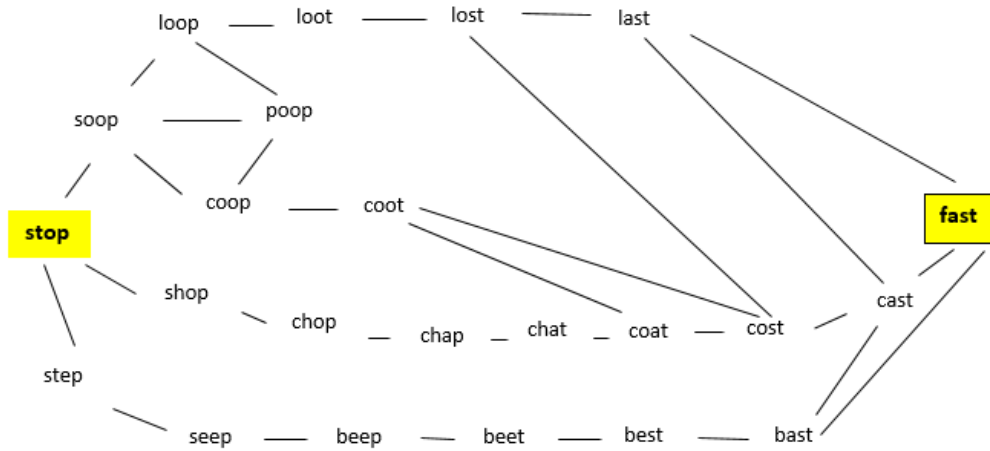 loop loot lost last
soop poop
coop coot
stop fast
shop cast
chop chap chat coat cost
step
seep beep beet best bast